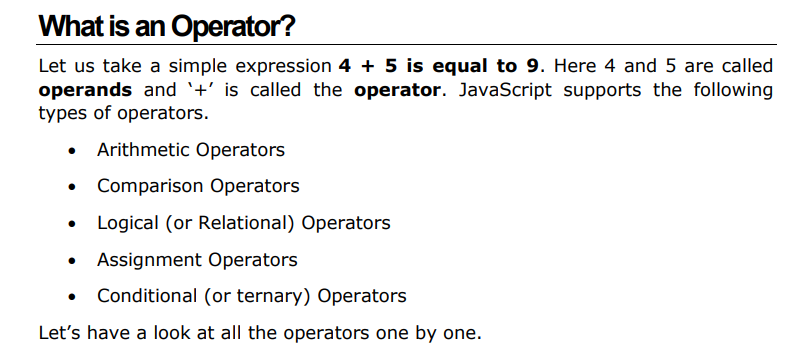 What is an Operator?
Let us take a simple expression 4 + 5 is equal to 9. Here 4 and 5 are called
operands and ‘+’ is called the operator. JavaScript supports the following
types of operators.
• Arithmetic Operators
• Comparison Operators
• Logical (or Relational) Operators
• Assignment Operators
• Conditional (or ternary) Operators
Let’s have a look at all the operators one by one.